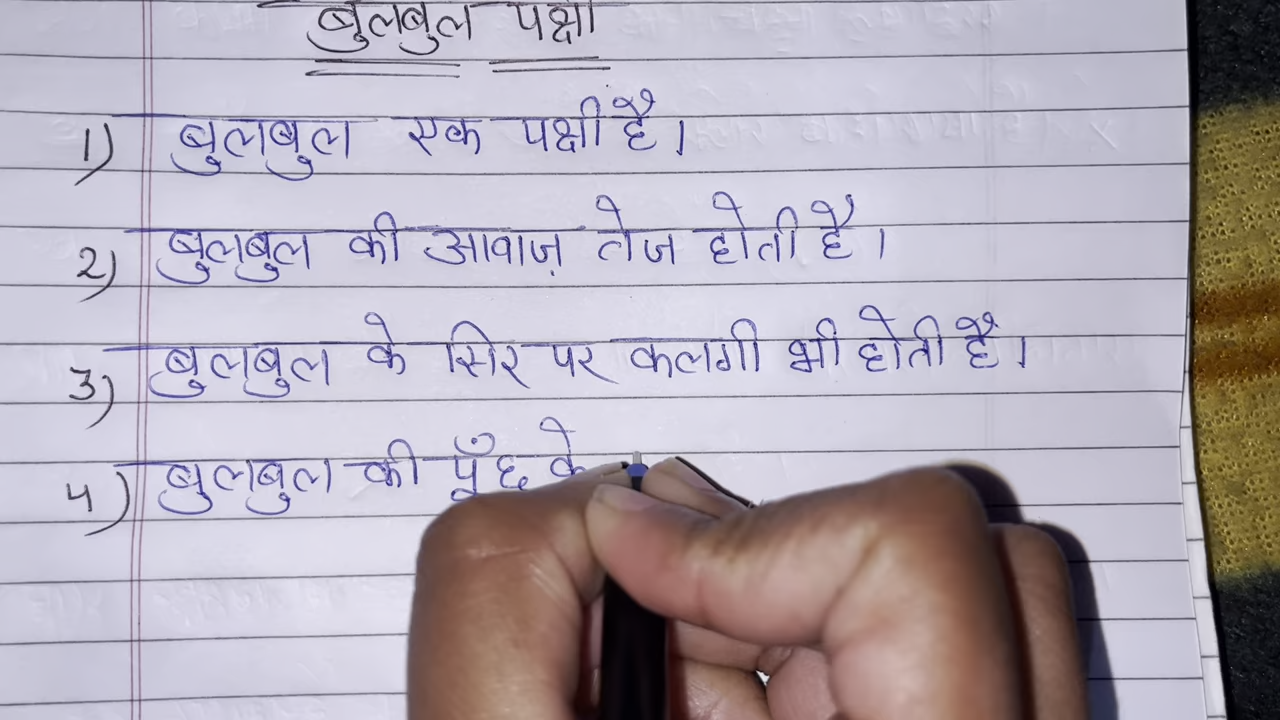 बुलबुल पक्षी
1) बुलबुल एक पक्षी है।
2) बुलबुल की आवाज़ तेज होती है।
3) बुलबुल के सिर पर कलगी भी होती है।
4) बुलबुल की पूँछ के